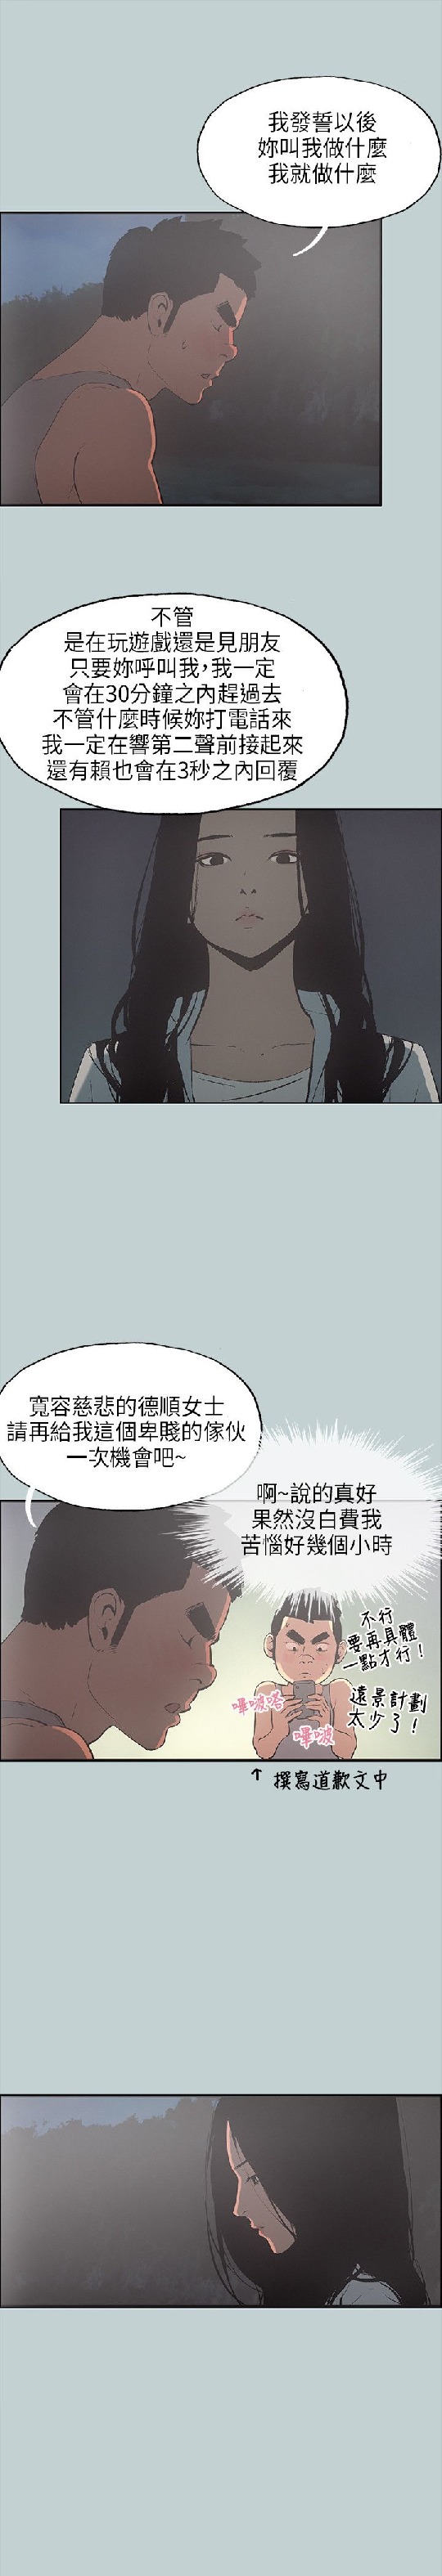 我發誓以後
妳叫我做什麼
我就做什麼
不管
是在玩遊戲還是見朋友
只要妳呼叫我，我一定
會在30分鐘之內趕過去
不管什麼時候妳打電話來
我一定在響第二聲前接起來
還有賴也會在3秒之內回覆
寬容慈悲的德順女士
請再給我這個卑賤的傢伙
一次機會吧~
啊~說的真好
果然沒白費我
苦惱好幾個小時
不行
要再具體
一點才行！
遠景計劃
太少了！
嗶啵嗒
嗶啵
↑ 撰寫道歉文中